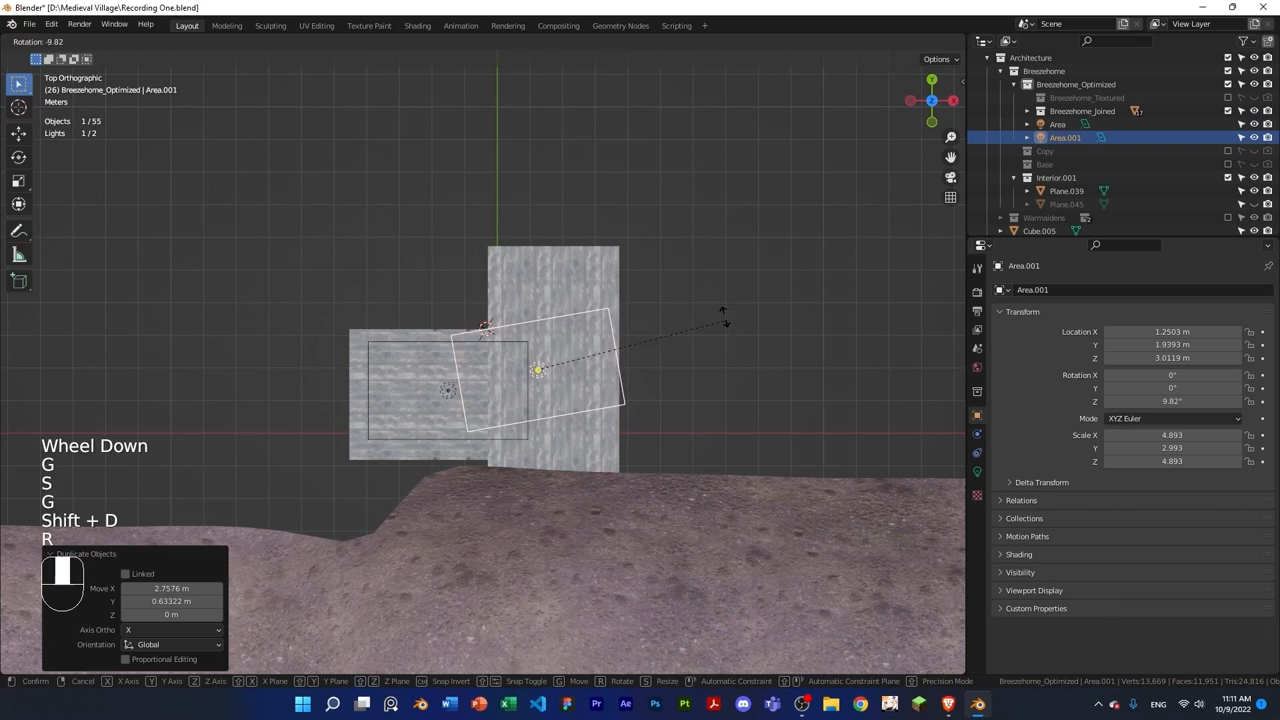 Blender* [D:\Medieval Village\Recording One.blend]
File Edit Render Window Help Layout Modeling Sculpting UV Editing Texture Paint Shading Animation Rendering Compositing Geometry Nodes Scripting + Scene View Layer
Rotation: -9.82
Options
Top Orthographic
(26) Breezehome_Optimized | Area.001
Meters
Objects 1 / 55
Lights 1 / 2
Y
Z
X
Architecture
Breezehome
Breezehome_Optimized
Breezehome_Textured
Breezehome_Joined 17
Area
Area.001
Copy
Base
Interior.001
Plane.039
Plane.045
Warmaidens 2
Cube.005
Area.001
Area.001
Transform
Location X 1.2503 m
Y 1.9393 m
Z 3.0119 m
Rotation X 0°
Y 0°
Z 9.82°
Mode XYZ Euler
Scale X 4.893
Y 2.993
Z 4.893
Delta Transform
Relations
Collections
Motion Paths
Shading
Visibility
Viewport Display
Custom Properties
Wheel Down
G
S
G
Shift + D
R
Duplicate Objects
Linked
Move X 2.7576 m
Y 0.63322 m
Z 0 m
Axis Ortho X
Orientation Global
Proportional Editing
Confirm Cancel X X Axis Y Y Axis Z Z Axis X X Plane Y Y Plane Z Z Plane Snap Invert Snap Toggle G Move R Rotate S Resize Automatic Constraint Automatic Constraint Plane Precision Mode Breezehome_Optimized | Area.001 | Verts:13,669 | Faces:11,951 | Tris:24,816 | Objects
Pr Ae Ps Pt
11:11 AM
10/9/2022